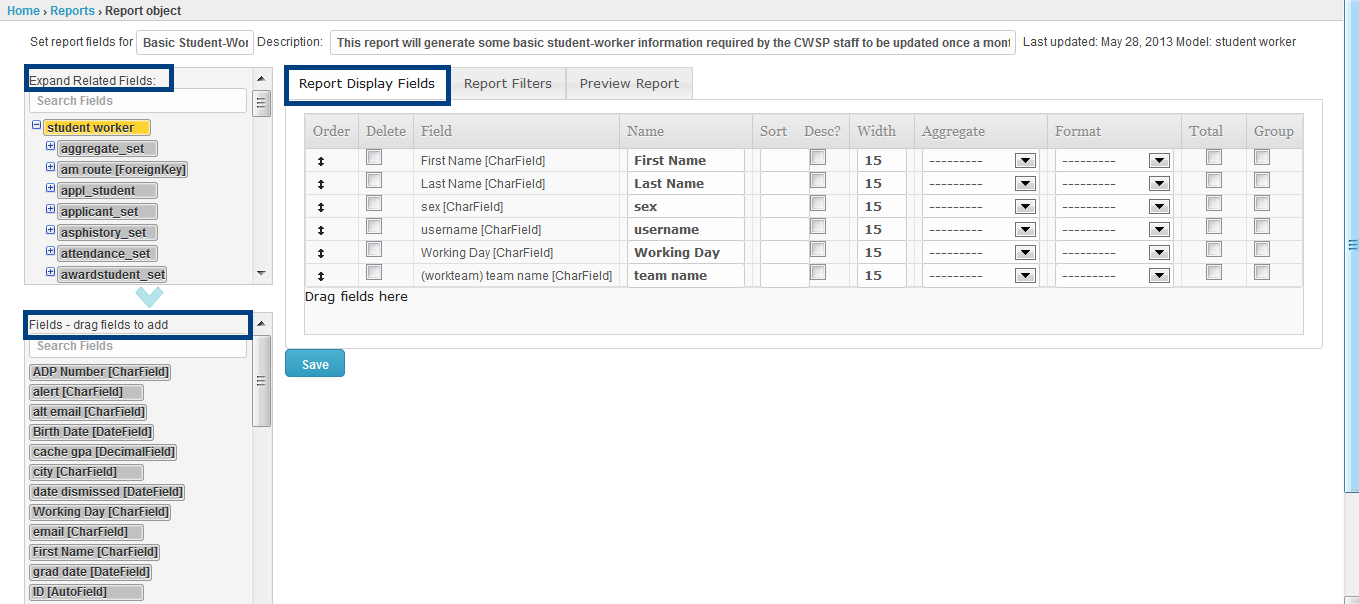 Home › Reports › Report object
Set report fields for Basic Student-Wor Description: This report will generate some basic student-worker information required by the CWSP staff to be updated once a mont Last updated: May 28, 2013 Model: student worker
Expand Related Fields:
Search Fields
student worker
aggregate_set
am route [ForeignKey]
appl_student
applicant_set
asphistory_set
attendance_set
awardstudent_set
Fields - drag fields to add
Search Fields
ADP Number [CharField]
alert [CharField]
alt email [CharField]
Birth Date [DateField]
cache gpa [DecimalField]
city [CharField]
date dismissed [DateField]
Working Day [CharField]
email [CharField]
First Name [CharField]
grad date [DateField]
ID [AutoField]
Report Display Fields Report Filters Preview Report
Order Delete Field Name Sort Desc? Width Aggregate Format Total Group
First Name [CharField] First Name 15 --------- ---------
Last Name [CharField] Last Name 15 --------- ---------
sex [CharField] sex 15 --------- ---------
username [CharField] username 15 --------- ---------
Working Day [CharField] Working Day 15 --------- ---------
(workteam) team name [CharField] team name 15 --------- ---------
Drag fields here
Save